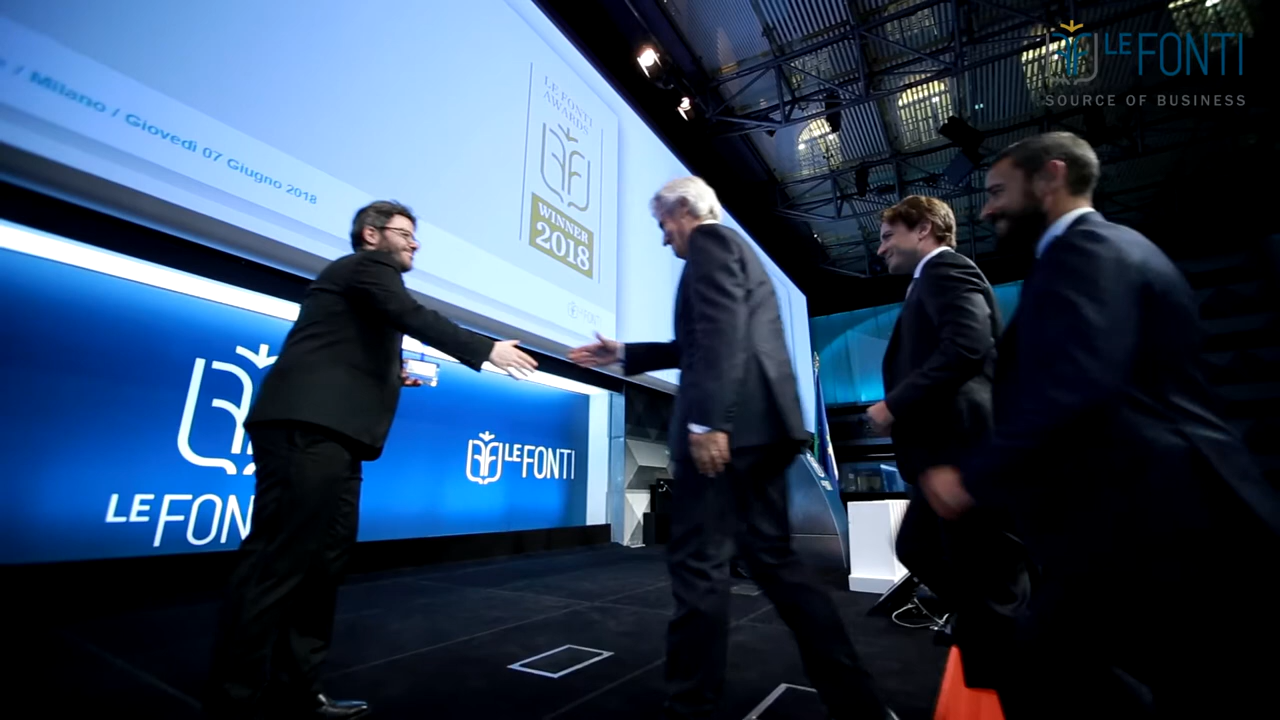 LE FONTI
SOURCE OF BUSINESS
/ Milano / Giovedì 07 Giugno 2018
LE FONTI
AWARDS
WINNER
2018
FONTI
LE FON
LE FONTI